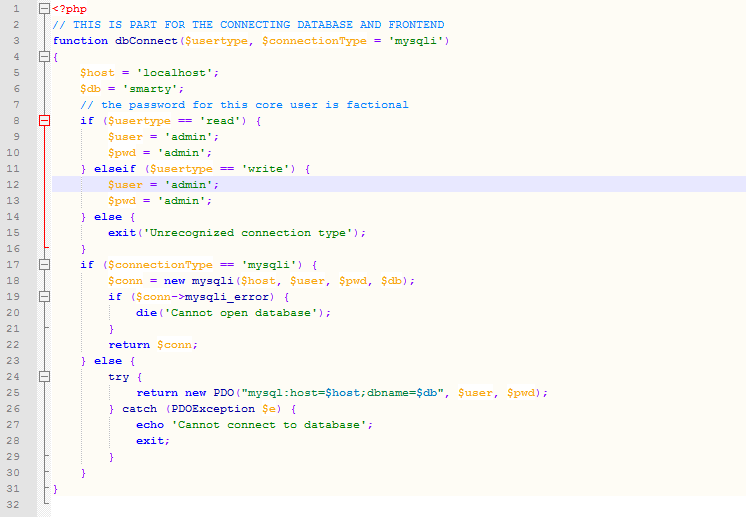 1 <?php
2 // THIS IS PART FOR THE CONNECTING DATABASE AND FRONTEND
3 function dbConnect($usertype, $connectionType = 'mysqli')
4 {
5     $host = 'localhost';
6     $db = 'smarty';
7     // the password for this core user is factional
8     if ($usertype == 'read') {
9         $user = 'admin';
10         $pwd = 'admin';
11     } elseif ($usertype == 'write') {
12         $user = 'admin';
13         $pwd = 'admin';
14     } else {
15         exit('Unrecognized connection type');
16     }
17     if ($connectionType == 'mysqli') {
18         $conn = new mysqli($host, $user, $pwd, $db);
19         if ($conn->mysqli_error) {
20             die('Cannot open database');
21         }
22         return $conn;
23     } else {
24         try {
25             return new PDO("mysql:host=$host;dbname=$db", $user, $pwd);
26         } catch (PDOException $e) {
27             echo 'Cannot connect to database';
28             exit;
29         }
30     }
31 }
32